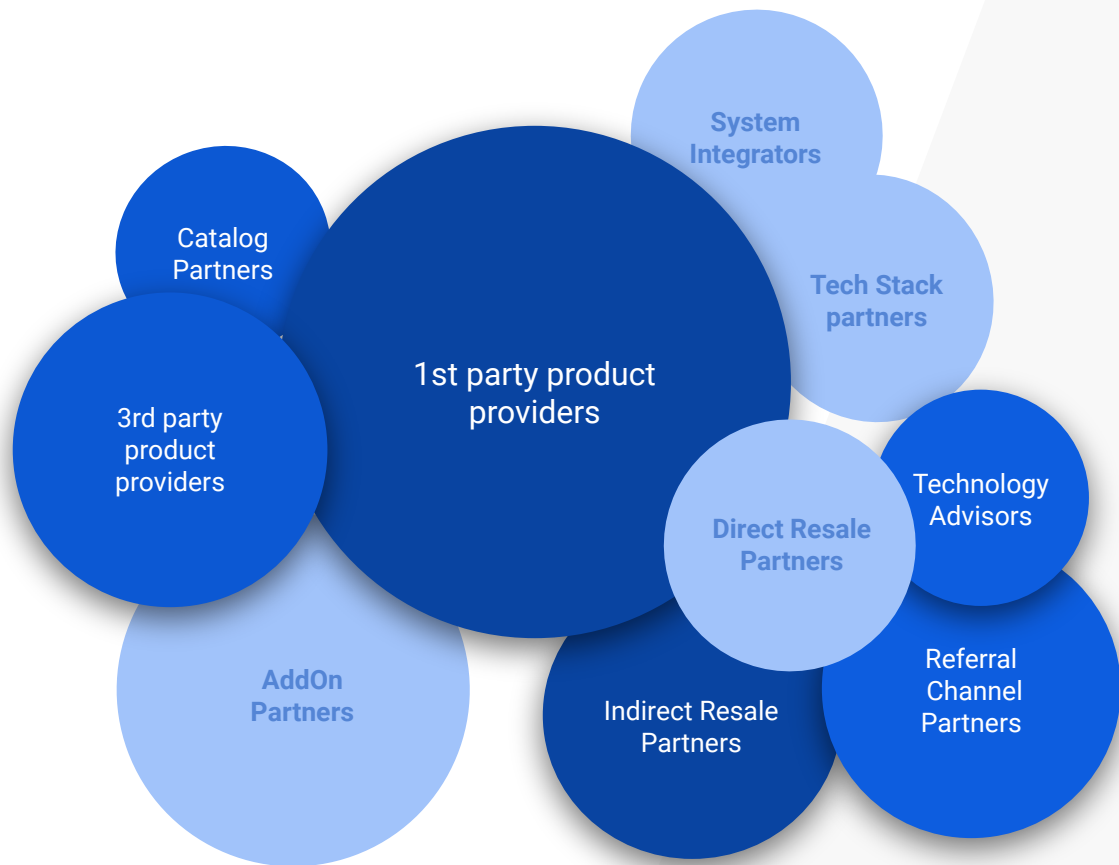 System
Integrators
Catalog
Partners
Tech Stack
partners
1st party product
providers
3rd party
product
providers
Technology
Advisors
Direct Resale
Partners
AddOn
Partners
Indirect Resale
Partners
Referral
Channel
Partners